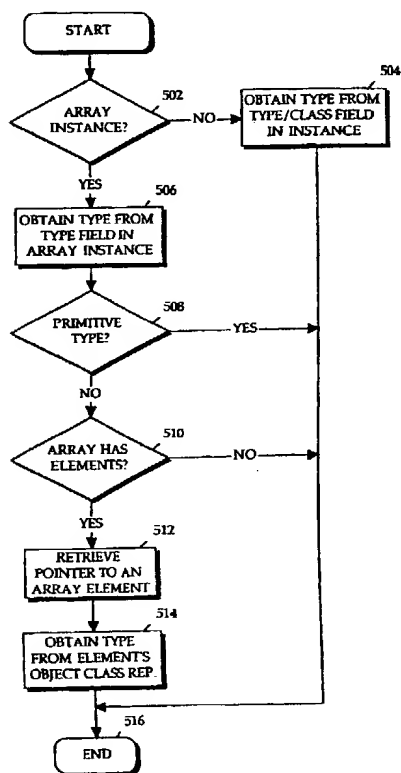 START
502
ARRAY
INSTANCE?
NO
504
OBTAIN TYPE FROM
TYPE/CLASS FIELD
IN INSTANCE
YES
506
OBTAIN TYPE FROM
TYPE FIELD IN
ARRAY INSTANCE
508
PRIMITIVE
TYPE?
YES
NO
510
ARRAY HAS
ELEMENTS?
NO
YES
512
RETRIEVE
POINTER TO AN
ARRAY ELEMENT
514
OBTAIN TYPE
FROM ELEMENT'S
OBJECT CLASS REP.
516
END